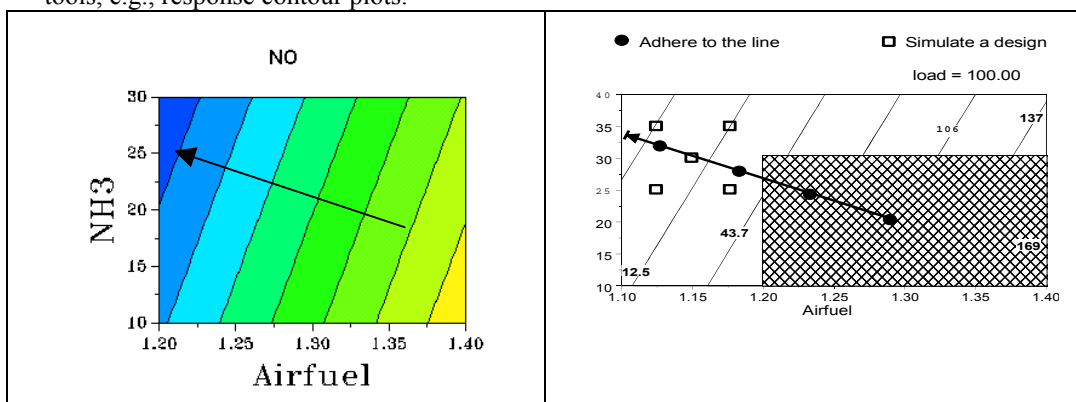 tools, e.g., response contour plots.
NO
30
25
20
15
10
NH3
1.20 1.25 1.30 1.35 1.40
Airfuel
Adhere to the line Simulate a design
load = 100.00
40
35
30
25
20
15
10
137
106
43.7
169
12.5
1.10 1.15 1.20 1.30 1.30 1.40
Airfuel